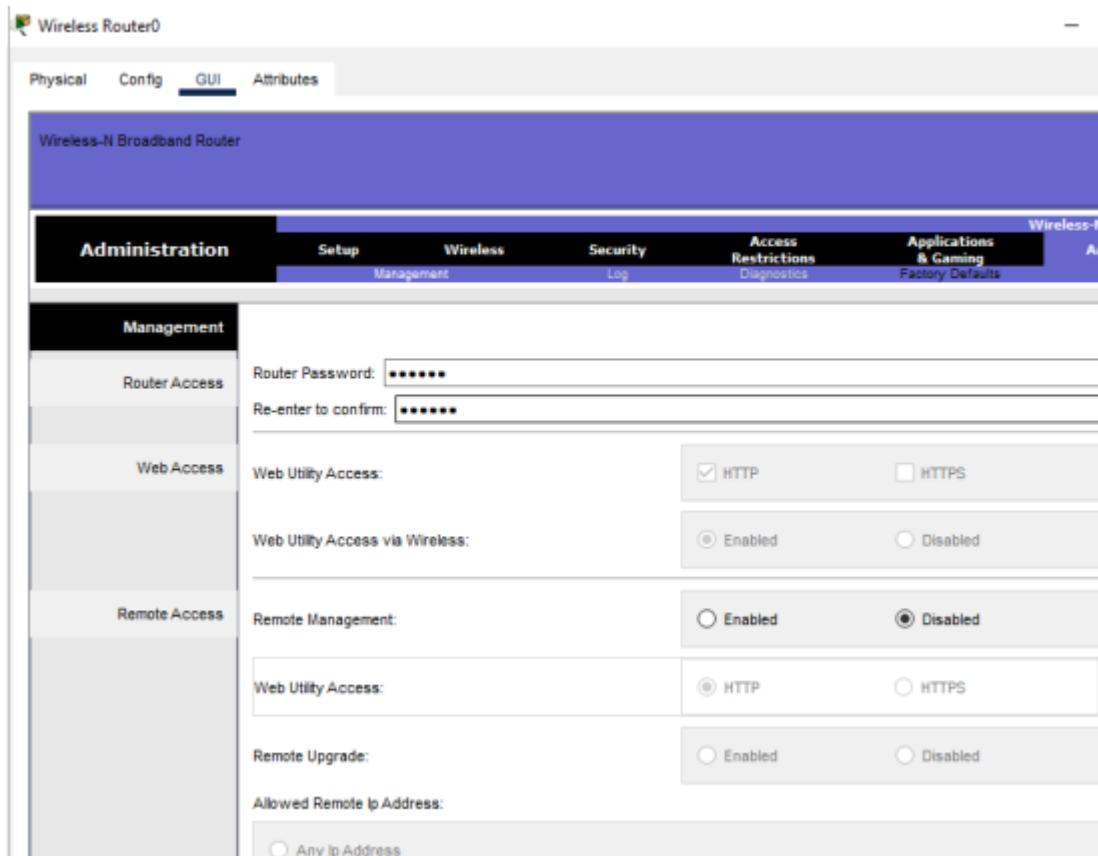 Wireless Router0
Physical Config GUI Attributes
Wireless-N Broadband Router
Wireless-N
Administration Setup Wireless Security Access Restrictions Applications & Gaming
Management Log Diagnostics Factory Defaults
Management
Router Access
Router Password: ••••••
Re-enter to confirm: ••••••
Web Access
Web Utility Access: HTTP HTTPS
Web Utility Access via Wireless: Enabled Disabled
Remote Access
Remote Management: Enabled Disabled
Web Utility Access: HTTP HTTPS
Remote Upgrade: Enabled Disabled
Allowed Remote Ip Address:
Any Ip Address